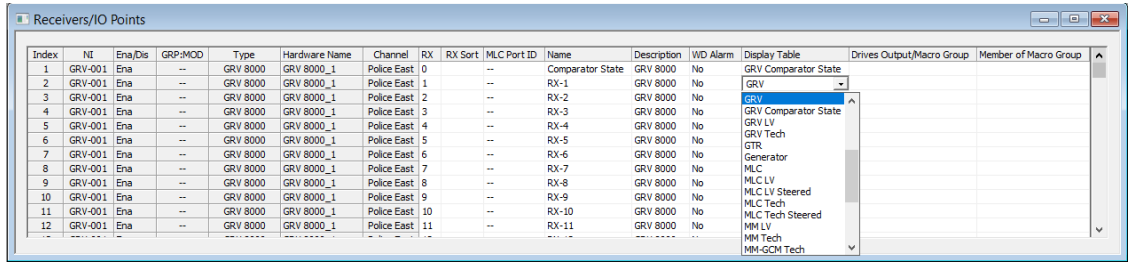 Receivers/IO Points
Index NI Ena/Dis GRP:MOD Type Hardware Name Channel RX RX Sort MLC Port ID Name Description WD Alarm Display Table Drives Output/Macro Group Member of Macro Group
1 GRV-001 Ena -- GRV 8000 GRV 8000_1 Police East 0 -- Comparator State GRV 8000 No GRV Comparator State
2 GRV-001 Ena -- GRV 8000 GRV 8000_1 Police East 1 -- RX-1 GRV 8000 No GRV
3 GRV-001 Ena -- GRV 8000 GRV 8000_1 Police East 2 -- RX-2 GRV 8000 No GRV
4 GRV-001 Ena -- GRV 8000 GRV 8000_1 Police East 3 -- RX-3 GRV 8000 No GRV Comparator State
5 GRV-001 Ena -- GRV 8000 GRV 8000_1 Police East 4 -- RX-4 GRV 8000 No GRV LV
6 GRV-001 Ena -- GRV 8000 GRV 8000_1 Police East 5 -- RX-5 GRV 8000 No GRV Tech
GTR
7 GRV-001 Ena -- GRV 8000 GRV 8000_1 Police East 6 -- RX-6 GRV 8000 No Generator
8 GRV-001 Ena -- GRV 8000 GRV 8000_1 Police East 7 -- RX-7 GRV 8000 No MLC
9 GRV-001 Ena -- GRV 8000 GRV 8000_1 Police East 8 -- RX-8 GRV 8000 No MLC LV
10 GRV-001 Ena -- GRV 8000 GRV 8000_1 Police East 9 -- RX-9 GRV 8000 No MLC LV Steered
MLC Tech
11 GRV-001 Ena -- GRV 8000 GRV 8000_1 Police East 10 -- RX-10 GRV 8000 No MLC Tech Steered
12 GRV-001 Ena -- GRV 8000 GRV 8000_1 Police East 11 -- RX-11 GRV 8000 No MM LV
MM Tech
MM-GCM Tech